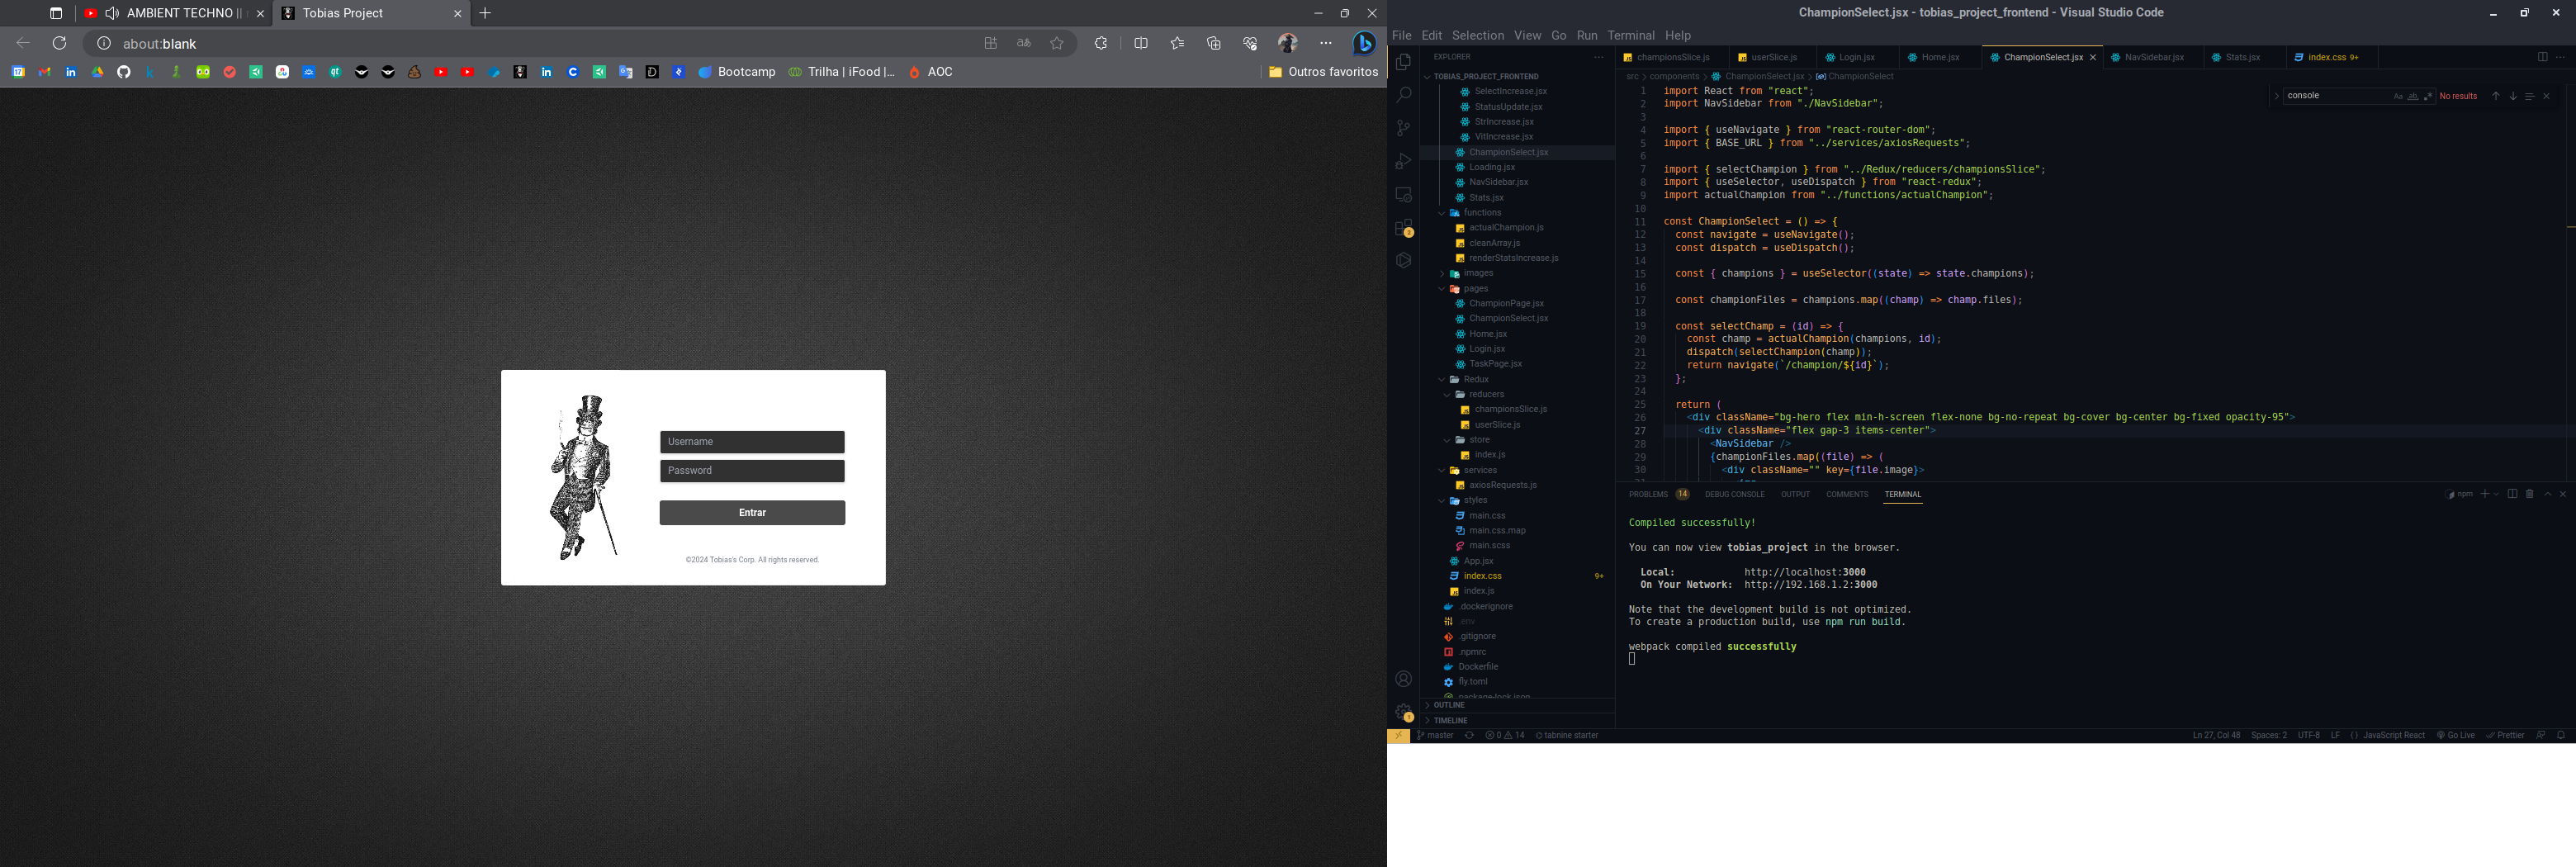 AMBIENT TECHNO ||
Tobias Project
about:blank
Bootcamp
Trilha | iFood |...
AOC
Outros favoritos
Username
Password
Entrar
©2024 Tobias's Corp. All rights reserved.
ChampionSelect.jsx - tobias_project_frontend - Visual Studio Code
File Edit Selection View Go Run Terminal Help
EXPLORER
TOBIAS_PROJECT_FRONTEND
SelectIncrease.jsx
StatusUpdate.jsx
StrIncrease.jsx
VitIncrease.jsx
ChampionSelect.jsx
Loading.jsx
NavSidebar.jsx
Stats.jsx
functions
actualChampion.js
cleanArray.js
renderStatsIncrease.js
images
pages
ChampionPage.jsx
ChampionSelect.jsx
Home.jsx
Login.jsx
TaskPage.jsx
Redux
reducers
championsSlice.js
userSlice.js
store
index.js
services
axiosRequests.js
styles
main.css
main.css.map
main.scss
App.jsx
index.css 9+
index.js
.dockerignore
.env
.gitignore
.npmrc
Dockerfile
fly.toml
package-lock.json
OUTLINE
TIMELINE
championsSlice.js userSlice.js Login.jsx Home.jsx ChampionSelect.jsx NavSidebar.jsx Stats.jsx index.css 9+
src > components > ChampionSelect.jsx > ChampionSelect
console Aa ab No results
1 import React from "react";
2 import NavSidebar from "./NavSidebar";
3
4 import { useNavigate } from "react-router-dom";
5 import { BASE_URL } from "../services/axiosRequests";
6
7 import { selectChampion } from "../Redux/reducers/championsSlice";
8 import { useSelector, useDispatch } from "react-redux";
9 import actualChampion from "../functions/actualChampion";
10
11 const ChampionSelect = () => {
12 const navigate = useNavigate();
13 const dispatch = useDispatch();
14
15 const { champions } = useSelector((state) => state.champions);
16
17 const championFiles = champions.map((champ) => champ.files);
18
19 const selectChamp = (id) => {
20 const champ = actualChampion(champions, id);
21 dispatch(selectChampion(champ));
22 return navigate(`/champion/${id}`);
23 };
24
25 return (
26 <div className="bg-hero flex min-h-screen flex-none bg-no-repeat bg-cover bg-center bg-fixed opacity-95">
27 <div className="flex gap-3 items-center">
28 <NavSidebar />
29 {championFiles.map((file) => (
30 <div className="" key={file.image}>
PROBLEMS 14 DEBUG CONSOLE OUTPUT COMMENTS TERMINAL npm
Compiled successfully!
You can now view tobias_project in the browser.
Local: http://localhost:3000
On Your Network: http://192.168.1.2:3000
Note that the development build is not optimized.
To create a production build, use npm run build.
webpack compiled successfully
master 0 14 tabnine starter Ln 27, Col 48 Spaces: 2 UTF-8 LF {} JavaScript React Go Live Prettier